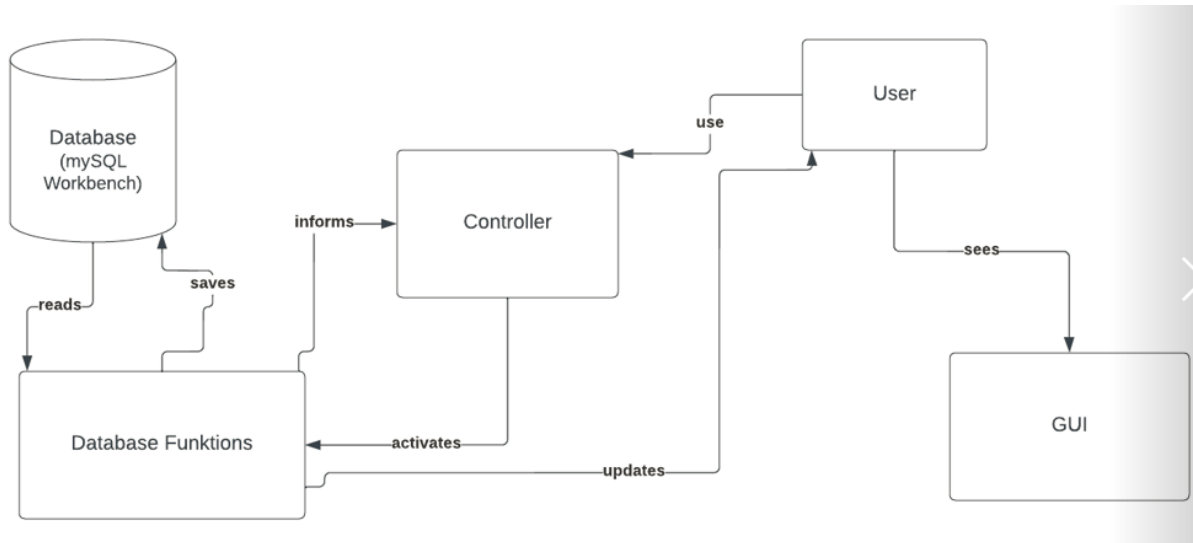 Database
(mySQL
Workbench)
User
use
Controller
informs
sees
saves
reads
GUI
Database Funktions
activates
updates